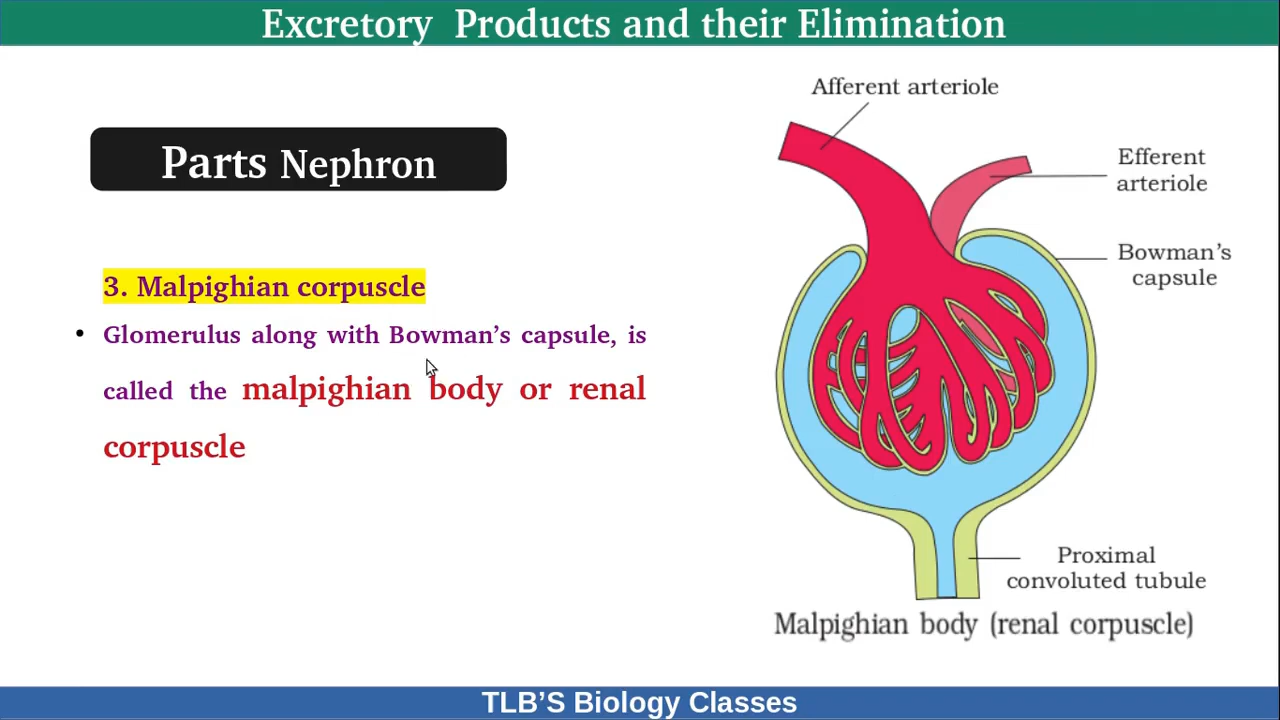 Excretory Products and their Elimination
Parts Nephron
3. Malpighian corpuscle
• Glomerulus along with Bowman's capsule, is
called the malpighian body or renal
corpuscle
Afferent arteriole
Efferent
arteriole
Bowman's
capsule
Proximal
convoluted tubule
Malpighian body (renal corpuscle)
TLB'S Biology Classes